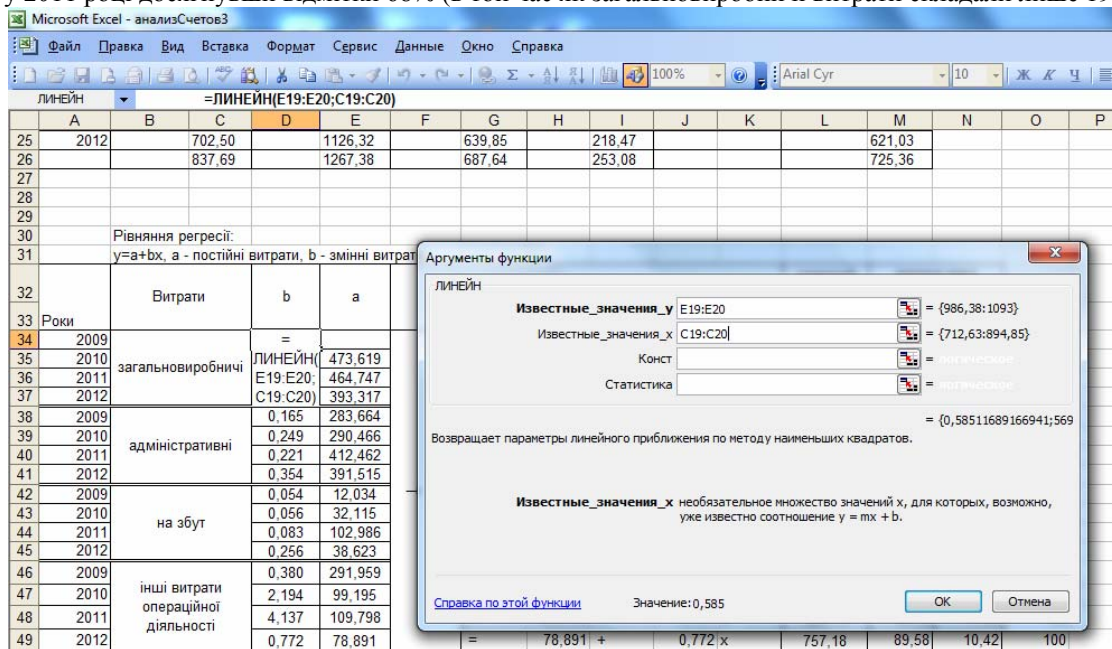 у 2011 році досягнувши відмітки 68% (в той час як загальновиробничі витрати складали лише 19
Microsoft Excel - анализСчетов3
Файл Правка Вид Вставка Формат Сервис Данные Окно Справка
100% Arial Cyr 10 Ж К Ч
ЛИНЕЙН =ЛИНЕЙН(E19:E20;C19:C20)
A B C D E F G H I J K L M N O P
25 2012 702,50 1126,32 639,85 218,47 621,03
26 837,69 1267,38 687,64 253,08 725,36
27
28
29
30 Рівняння регресії:
31 y=a+bx, a - постійні витрати, b - змінні витрат
32 Витрати b a
33 Роки
34 2009 =
35 2010 ЛИНЕЙН( 473,619
загальновиробничі
36 2011 E19:E20; 464,747
37 2012 C19:C20) 393,317
38 2009 0,165 283,664
39 2010 0,249 290,466
адміністративні
40 2011 0,221 412,462
41 2012 0,354 391,515
42 2009 0,054 12,034
43 2010 0,056 32,115
на збут
44 2011 0,083 102,986
45 2012 0,256 38,623
46 2009 0,380 291,959
інші витрати
47 2010 2,194 99,195
операційної
48 2011 4,137 109,798
діяльності
49 2012 0,772 78,891 = 78,891 + 0,772 x 757,18 89,58 10,42 100
Аргументы функции
ЛИНЕЙН
Известные_значения_y E19:E20 = {986,38:1093}
Известные_значения_x C19:C20 = {712,63:894,85}
Конст = логическое
Статистика = логическое
= {0,58511689166941;569
Возвращает параметры линейного приближения по методу наименьших квадратов.
Известные_значения_x необязательное множество значений x, для которых, возможно,
уже известно соотношение y = mx + b.
Справка по этой функции Значение:0,585 OK Отмена